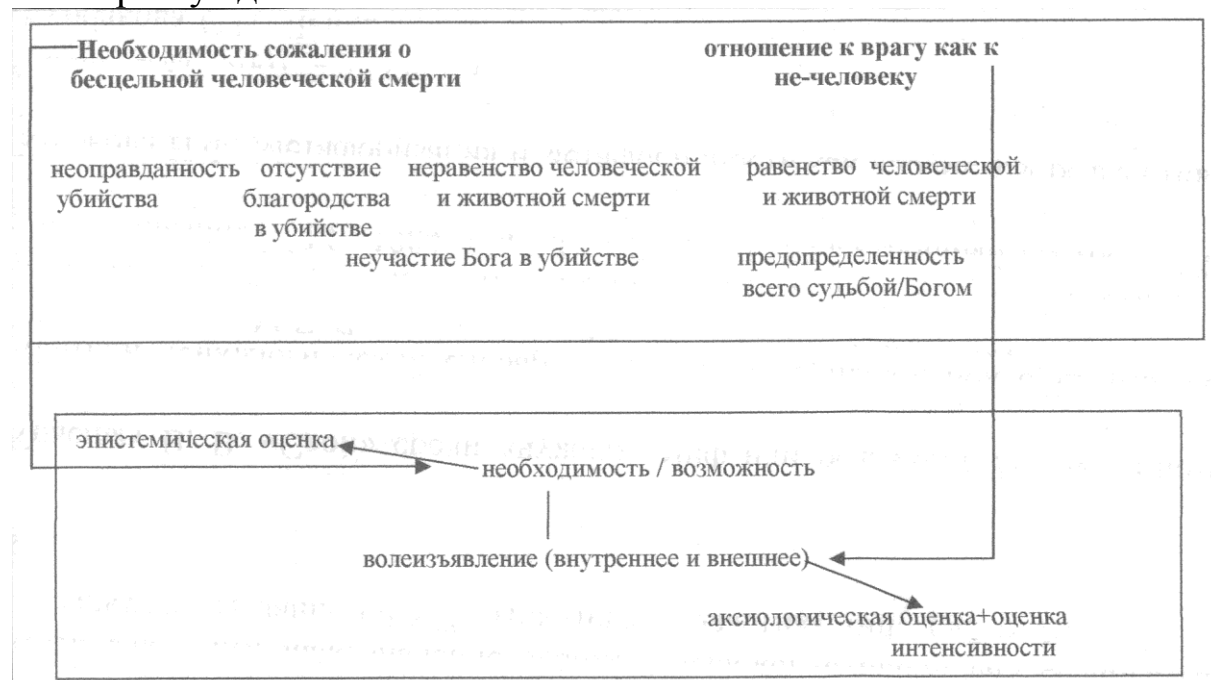 Необходимость сожаления о
бесцельной человеческой смерти
отношение к врагу как к
не-человеку
неоправданность
убийства
отсутствие
благородства
в убийстве
неравенство человеческой
и животной смерти
неучастие Бога в убийстве
равенство человеческой
и животной смерти
предопределенность
всего судьбой/Богом
эпистемическая оценка
необходимость / возможность
волеизъявление (внутреннее и внешнее)
аксиологическая оценка+оценка
интенсивности